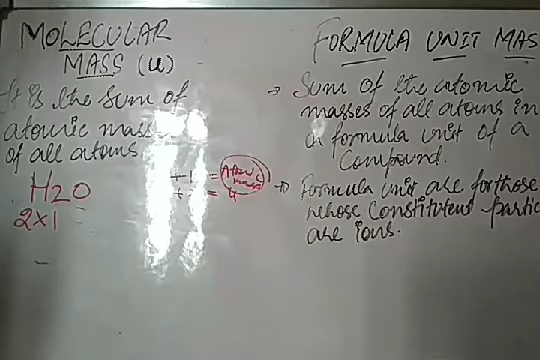 MOLECULAR
MASS (u)
It is the sum of
atomic mass
of all atoms
H2O
2x1
FORMULA UNIT MAS
→ Sum of the atomic
masses of all atoms in
a formula unit of a
Compound.
→ Formula unit are for those
whose constituent partic
are ions.